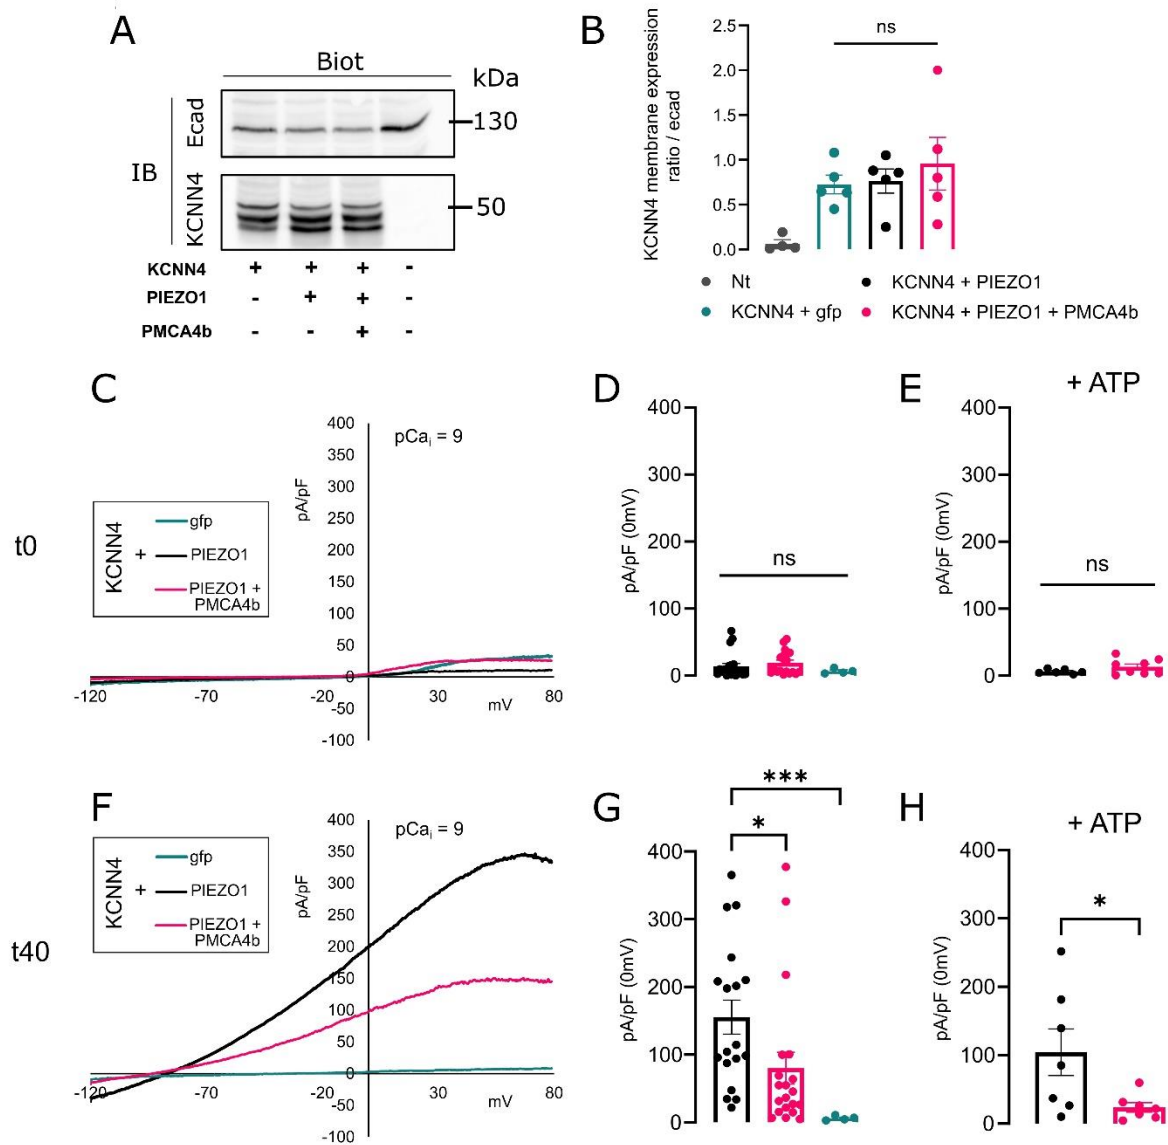 A
Biot
kDa
IB
Ecad
130
KCNN4
50
KCNN4 + + + -
PIEZO1 - + + -
PMCA4b - - + -
B
ns
KCNN4 membrane expression
ratio / ecad
2.5
2.0
1.5
1.0
0.5
0.0
Nt
KCNN4 + PIEZO1
KCNN4 + gfp
KCNN4 + PIEZO1 + PMCA4b
t0
C
pCai = 9
KCNN4
+
gfp
PIEZO1
PIEZO1 +
PMCA4b
pA/pF
400
350
300
250
200
150
100
50
0
-50
-100
-120
-70
-20
30
80
mV
D
pA/pF (0mV)
400
300
200
100
0
ns
E
+ ATP
pA/pF (0mV)
400
300
200
100
0
ns
t40
F
pCai = 9
KCNN4
+
gfp
PIEZO1
PIEZO1 +
PMCA4b
pA/pF
400
350
300
250
200
150
100
50
0
-50
-100
-120
-70
-20
30
80
mV
G
***
*
pA/pF (0mV)
400
300
200
100
0
H
+ ATP
*
pA/pF (0mV)
400
300
200
100
0